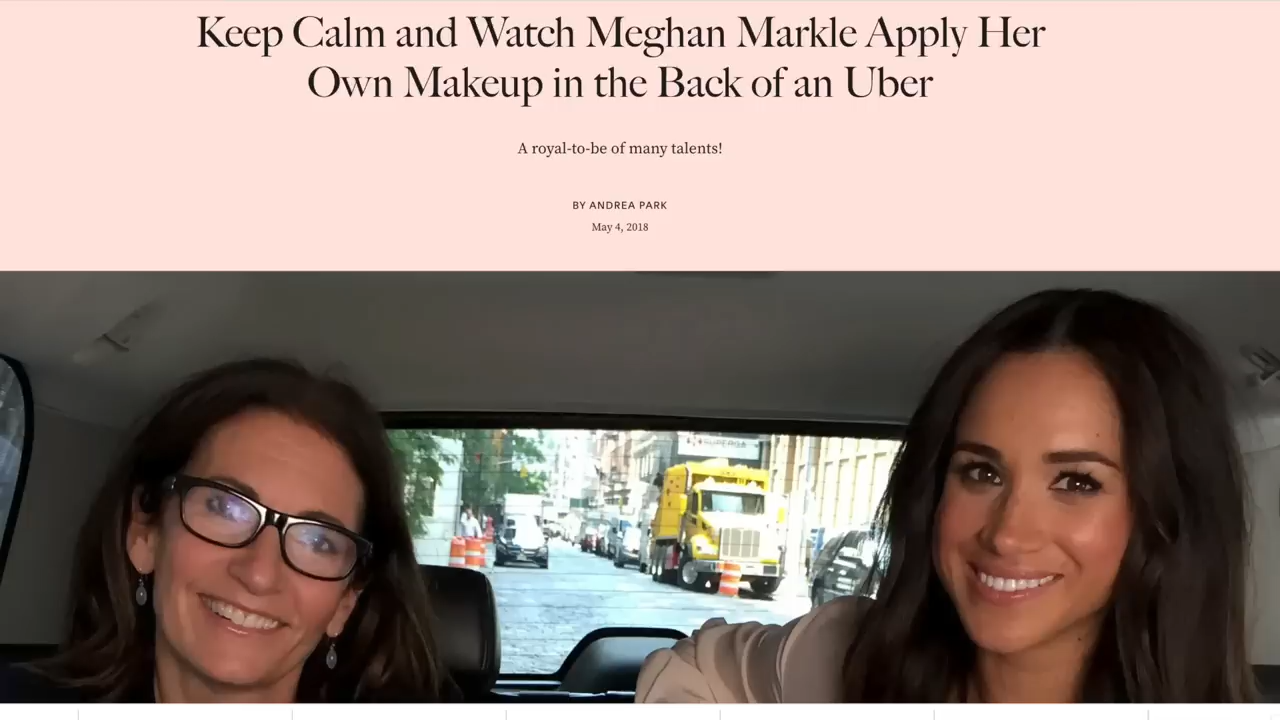 Keep Calm and Watch Meghan Markle Apply Her
Own Makeup in the Back of an Uber
A royal-to-be of many talents!
BY ANDREA PARK
May 4, 2018
SUPERGA